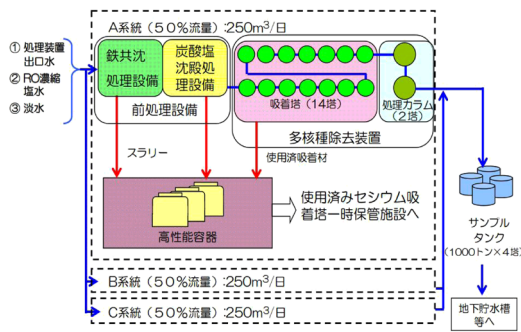 A系統（５０％流量）：250m³/日
① 処理装置
出口水
② RO濃縮
塩水
③ 淡水
鉄共沈
処理設備
炭酸塩
沈殿処
理設備
前処理設備
吸着塔（14塔）
処理カラム
（２塔）
多核種除去装置
スラリー
使用済吸着材
高性能容器
使用済みセシウム吸
着塔一時保管施設へ
サンプル
タンク
（1000トン×４塔）
B系統（５０％流量）：250m³/日
C系統（５０％流量）：250m³/日
地下貯水槽
等へ